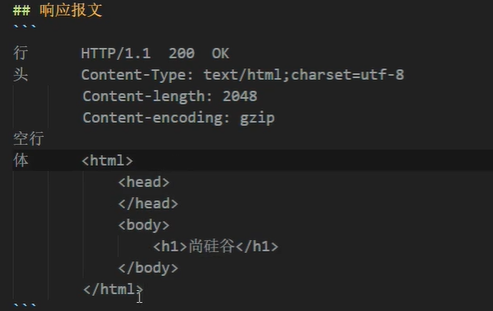 ## 响应报文
```
行      HTTP/1.1  200  OK
头      Content-Type: text/html;charset=utf-8
        Content-length: 2048
        Content-encoding: gzip
空行
体      <html>
            <head>
            </head>
            <body>
                <h1>尚硅谷</h1>
            </body>
        </html>
```